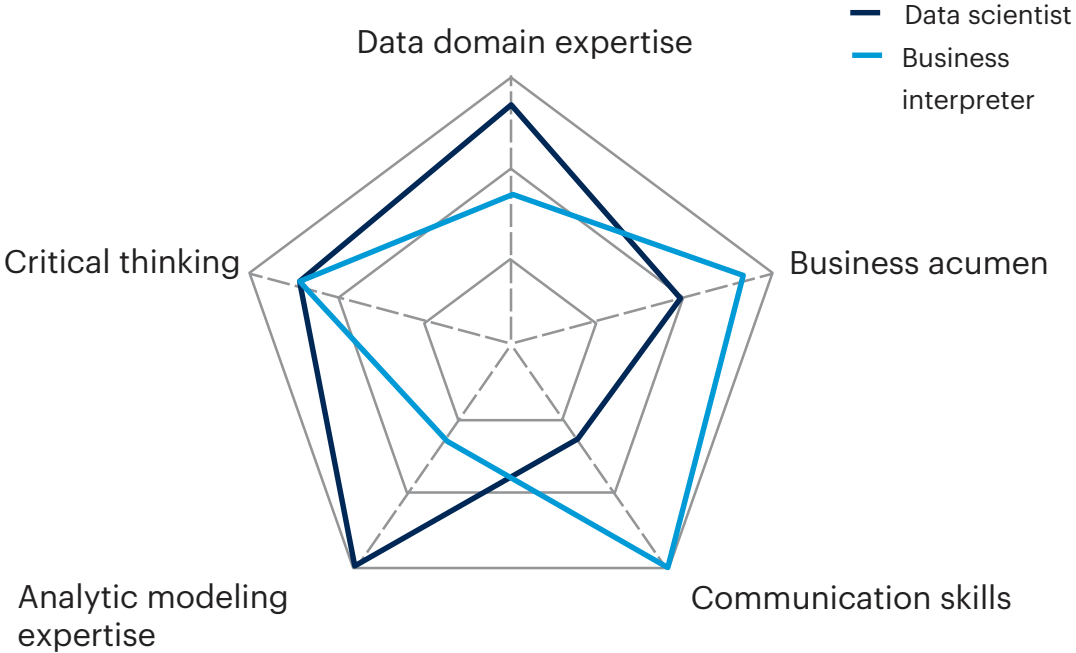 Data scientist
Business
interpreter
Data domain expertise
Critical thinking
Business acumen
Analytic modeling
expertise
Communication skills